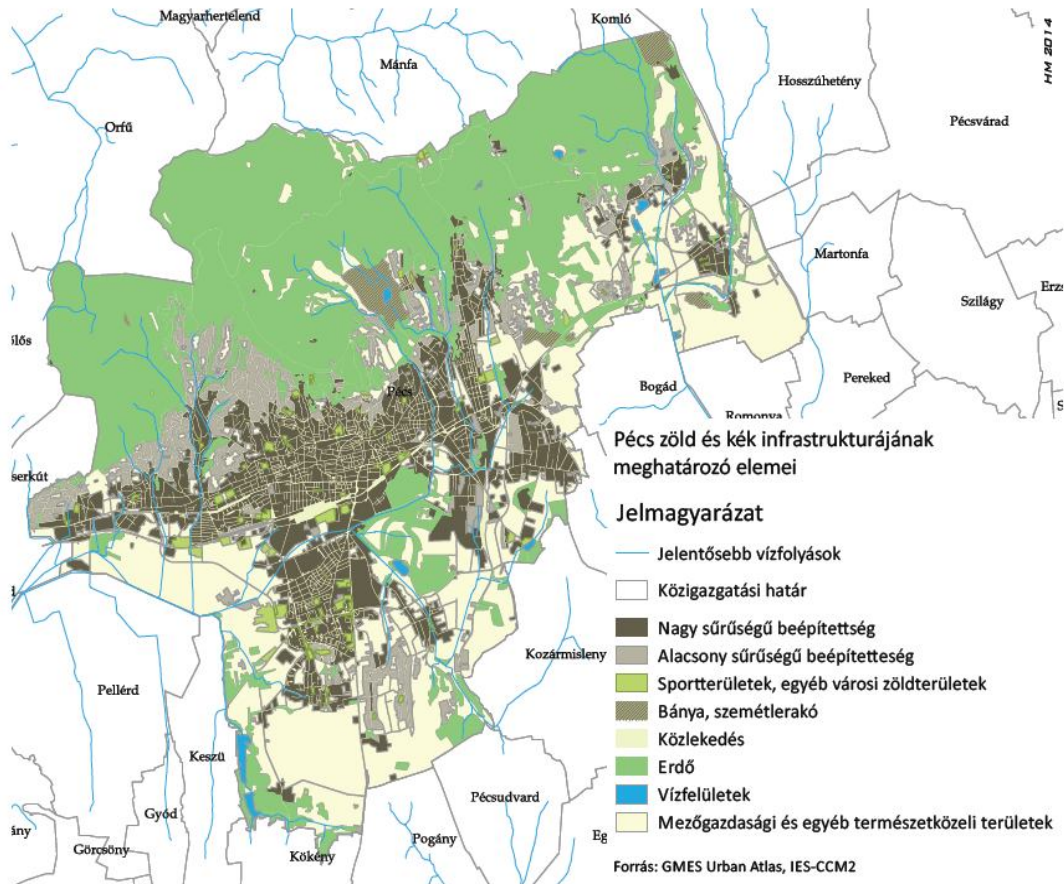 Magyarhertelend
Komló
HM 2014
Mánfa
Hosszúhetény
Pécsvárad
Orfű
Martonfa
Szilágy
Bogád
Pereked
Romonya
Pécs
Pécs zöld és kék infrastrukturájának
meghatározó elemei
Jelmagyarázat
Jelentősebb vízfolyások
Közigazgatási határ
Nagy sűrűségű beépítettség
Alacsony sűrűségű beépítetteség
Sportterületek, egyéb városi zöldterületek
Bánya, szemétlerakó
Közlekedés
Erdő
Vízfelületek
Mezőgazdasági és egyéb természetközeli területek
Forrás: GMES Urban Atlas, IES-CCM2
Kozármisleny
Pellérd
Keszü
Gyód
Görcsöny
Kökény
Pogány
Pécsudvard